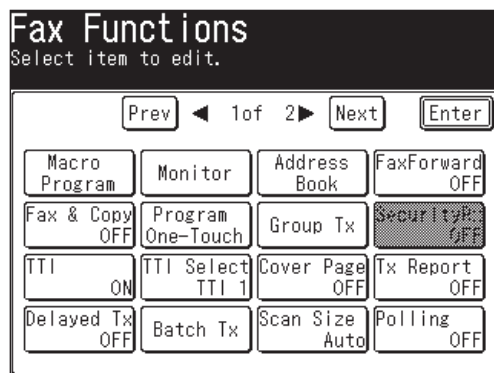 Fax Functions
Select item to edit.
Prev ◀ 1of 2▶ Next Enter
Macro Program
Monitor
Address Book
FaxForward OFF
Fax & Copy OFF
Program One-Touch
Group Tx
SecurityRx OFF
TTI ON
TTI Select TTI 1
Cover Page OFF
Tx Report OFF
Delayed Tx OFF
Batch Tx
Scan Size Auto
Polling OFF